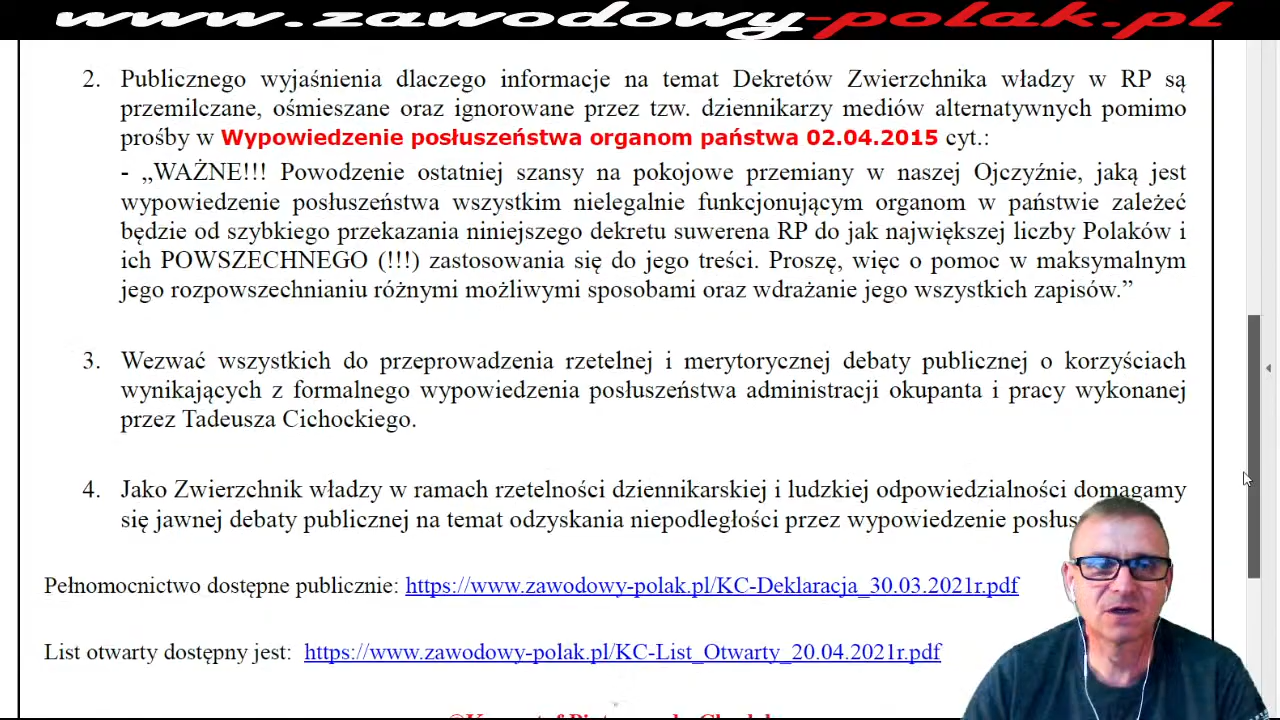 www.zawodowy-polak.pl
2. Publicznego wyjaśnienia dlaczego informacje na temat Dekretów Zwierzchnika władzy w RP są
przemilczane, ośmieszane oraz ignorowane przez tzw. dziennikarzy mediów alternatywnych pomimo
prośby w Wypowiedzenie posłuszeństwa organom państwa 02.04.2015 cyt.:
- „WAŻNE!!! Powodzenie ostatniej szansy na pokojowe przemiany w naszej Ojczyźnie, jaką jest
wypowiedzenie posłuszeństwa wszystkim nielegalnie funkcjonującym organom w państwie zależeć
będzie od szybkiego przekazania niniejszego dekretu suwerena RP do jak największej liczby Polaków i
ich POWSZECHNEGO (!!!) zastosowania się do jego treści. Proszę, więc o pomoc w maksymalnym
jego rozpowszechnianiu różnymi możliwymi sposobami oraz wdrażanie jego wszystkich zapisów.”
3. Wezwać wszystkich do przeprowadzenia rzetelnej i merytorycznej debaty publicznej o korzyściach
wynikających z formalnego wypowiedzenia posłuszeństwa administracji okupanta i pracy wykonanej
przez Tadeusza Cichockiego.
4. Jako Zwierzchnik władzy w ramach rzetelności dziennikarskiej i ludzkiej odpowiedzialności domagamy
się jawnej debaty publicznej na temat odzyskania niepodległości przez wypowiedzenie
Pełnomocnictwo dostępne publicznie: https://www.zawodowy-polak.pl/KC-Deklaracja_30.03.2021r.pdf
List otwarty dostępny jest: https://www.zawodowy-polak.pl/KC-List_Otwarty_20.04.2021r.pdf